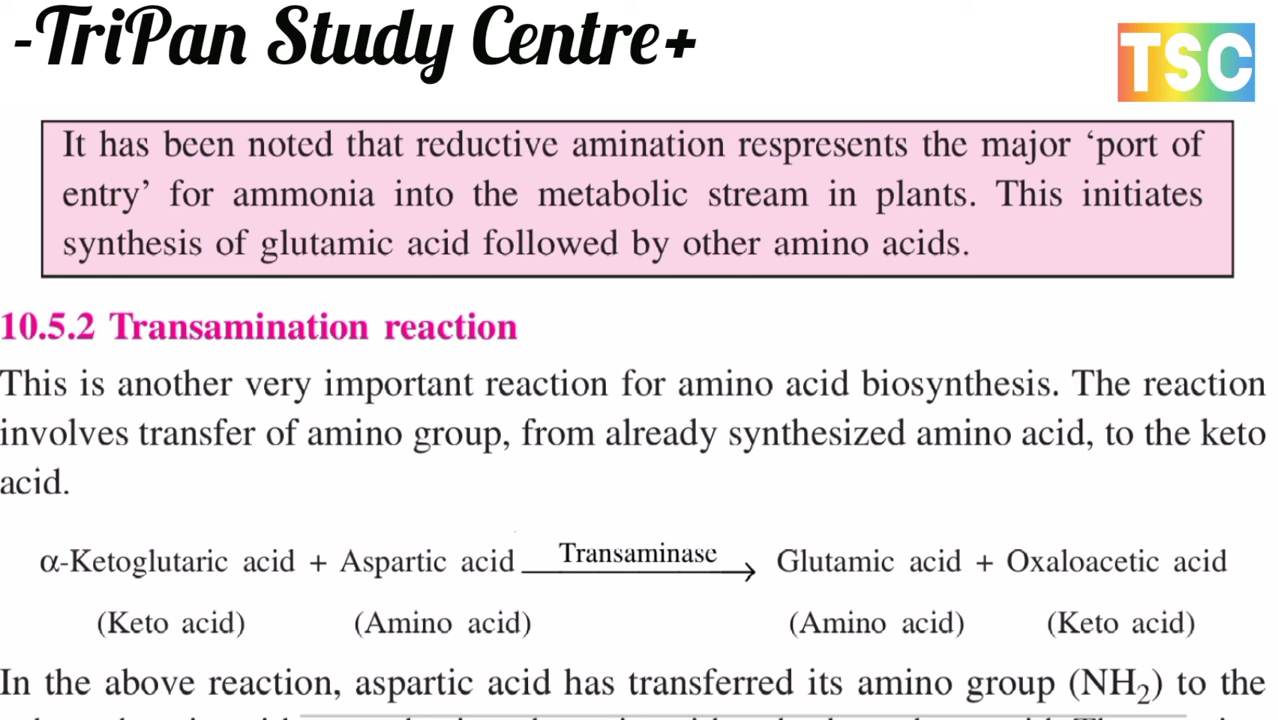 -TriPan Study Centre+
TSC
It has been noted that reductive amination respresents the major ‘port of
entry’ for ammonia into the metabolic stream in plants. This initiates
synthesis of glutamic acid followed by other amino acids.
10.5.2 Transamination reaction
This is another very important reaction for amino acid biosynthesis. The reaction
involves transfer of amino group, from already synthesized amino acid, to the keto
acid.
α-Ketoglutaric acid + Aspartic acid Transaminase → Glutamic acid + Oxaloacetic acid
(Keto acid) (Amino acid) (Amino acid) (Keto acid)
In the above reaction, aspartic acid has transferred its amino group (NH₂) to the